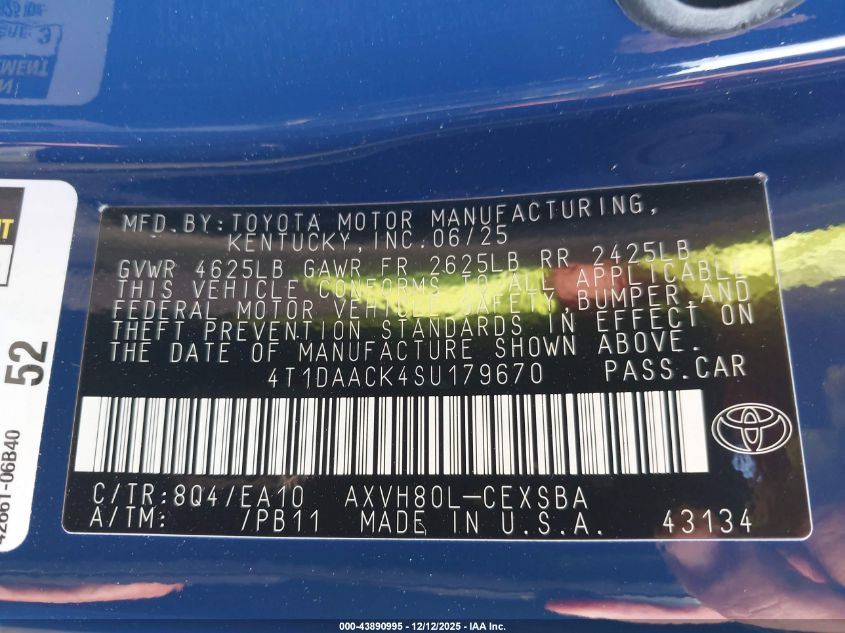 MFD.BY:TOYOTA MOTOR MANUFACTURING,
KENTUCKY,INC.06/25
GVWR 4625LB GAWR FR 2625LB RR 2425LB
THIS VEHICLE CONFORMS TO ALL APPLICABLE
FEDERAL MOTOR VEHICLE SAFETY,BUMPER,AND
THEFT PREVENTION STANDARDS IN EFFECT ON
THE DATE OF MANUFACTURE SHOWN ABOVE.
4T1DAACK4SU179670 PASS.CAR
C/TR:8Q4/EA10 AXVH80L-CEXSBA
A/TM: /PB11 MADE IN U.S.A. 43134
52
42661-06B40
000-43890995 - 12/12/2025 - IAA Inc.